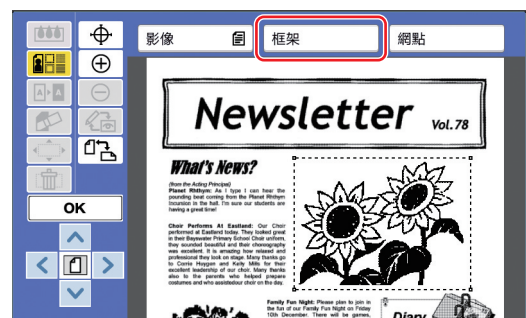 影像
框架
網點
A
A
OK
Newsletter
Vol. 78
What's News?
(from the Acting Principal)
Planet Rhthym: As I type I can hear the
pounding beat coming from the Planet Rhthym
Incursion in the hall. I'm sure our students are
having a great time!
Choir Performs At Eastland: Our Choir
performed at Eastland today. They looked great
in their Bayswater Primary School Choir uniform,
they sounded beautiful and their choreography
was excellent. It is amazing how relaxed and
professional they look on stage. Many thanks go
to Corrie Huygen and Kelly Mitts for their
excellent leadership of our choir. Many thanks
also to the parents who helped prepare
costumes and who assistedour choir on the day.
Family Fun Night: Please plan to join in
the fun of our Family Fun Night on Friday
10th December. There will be games,
Diary